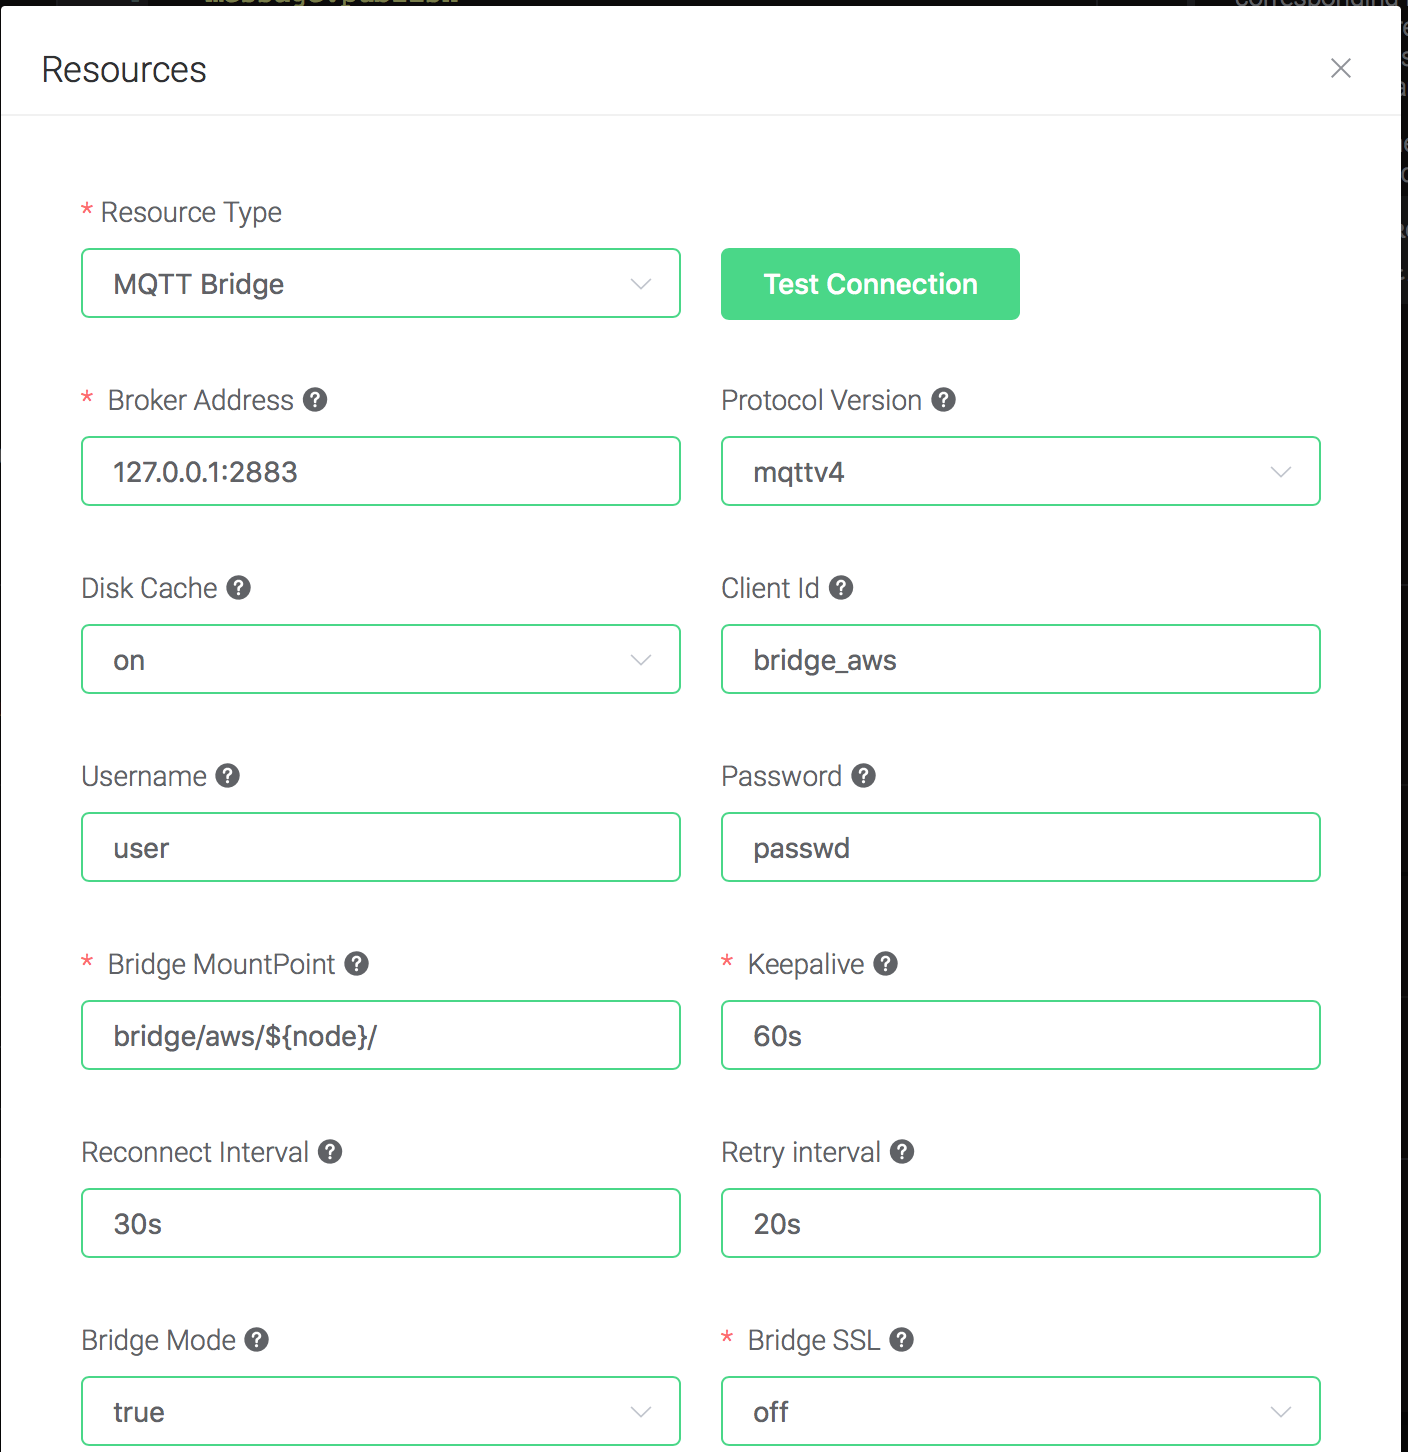 Resources
* Resource Type
MQTT Bridge
Test Connection
* Broker Address
Protocol Version
127.0.0.1:2883
mqttv4
Disk Cache
Client Id
on
bridge_aws
Username
Password
user
passwd
* Bridge MountPoint
* Keepalive
bridge/aws/${node}/
60s
Reconnect Interval
Retry interval
30s
20s
Bridge Mode
* Bridge SSL
true
off